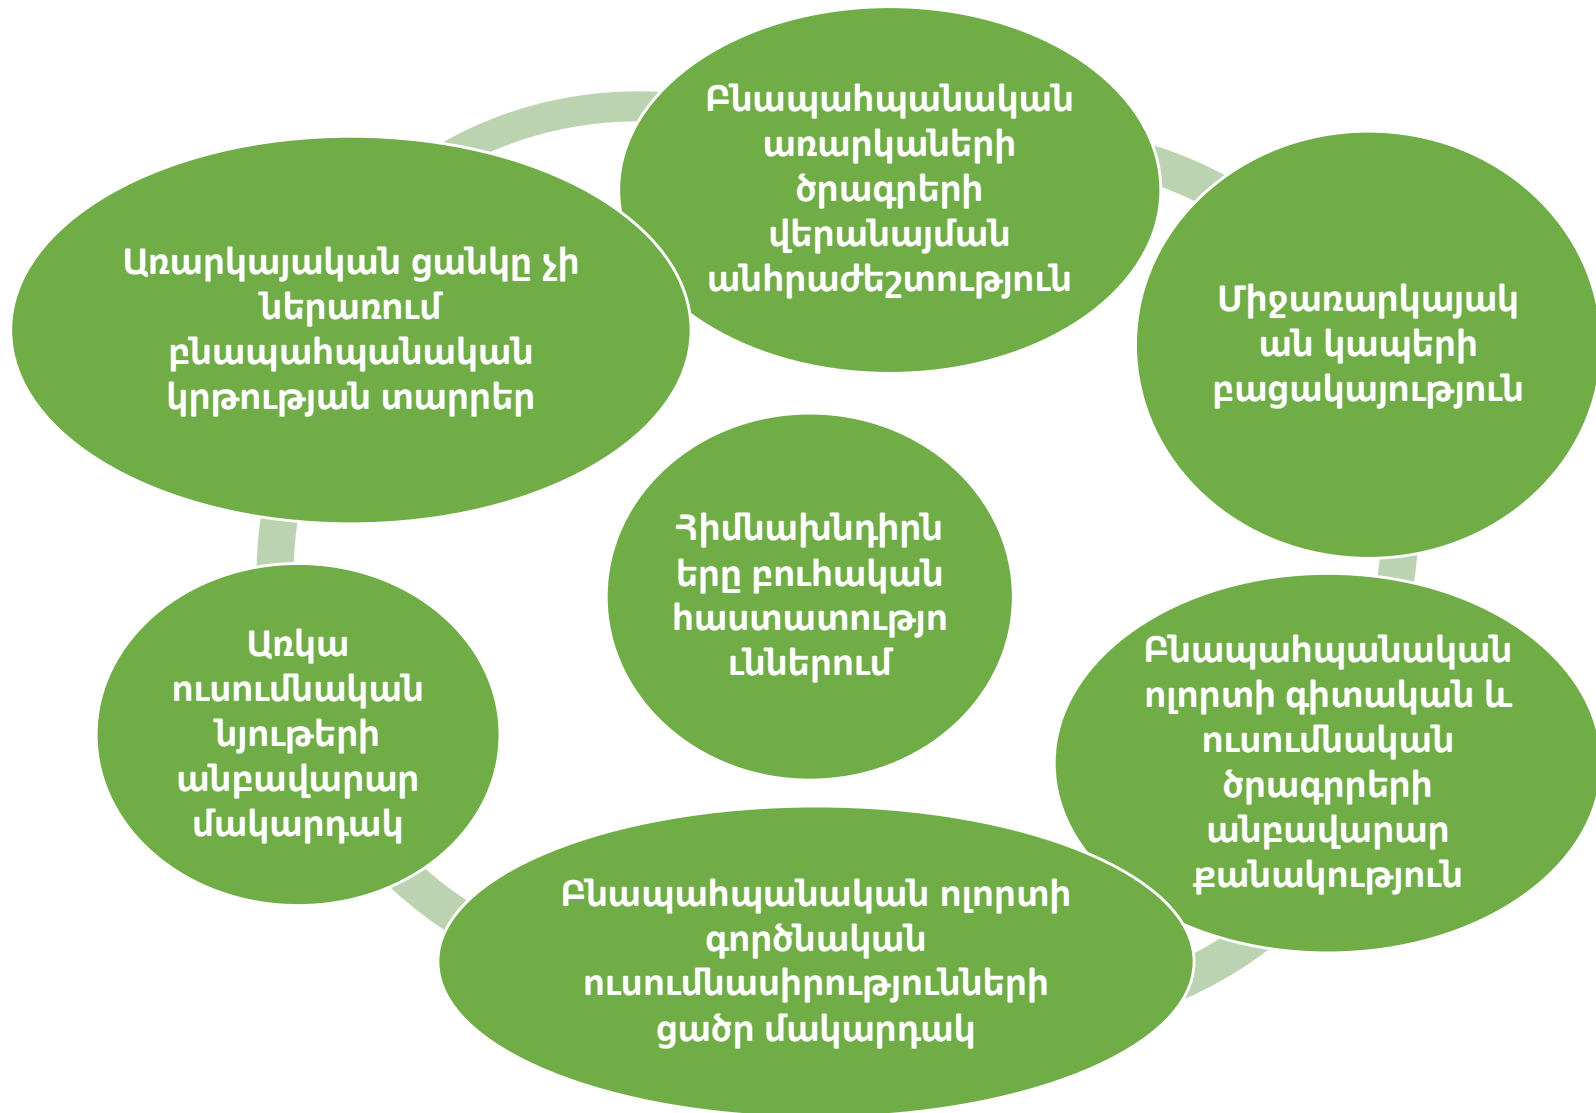 Բնապահպանական
առարկաների
ծրագրերի
վերանայման
անհրաժեշտություն
Միջառարկայակ
ան կապերի
բացակայություն
Բնապահպանական
ոլորտի գիտական և
ուսումնական
ծրագրրերի
անբավարար
քանակություն
Բնապահպանական ոլորտի
գործնական
ուսումնասիրությունների
ցածր մակարդակ
Առկա
ուսումնական
նյութերի
անբավարար
մակարդակ
Առարկայական ցանկը չի
ներառում
բնապահպանական
կրթության տարրեր
Հիմնախնդիրն
երը բուհական
հաստատությո
ւններում